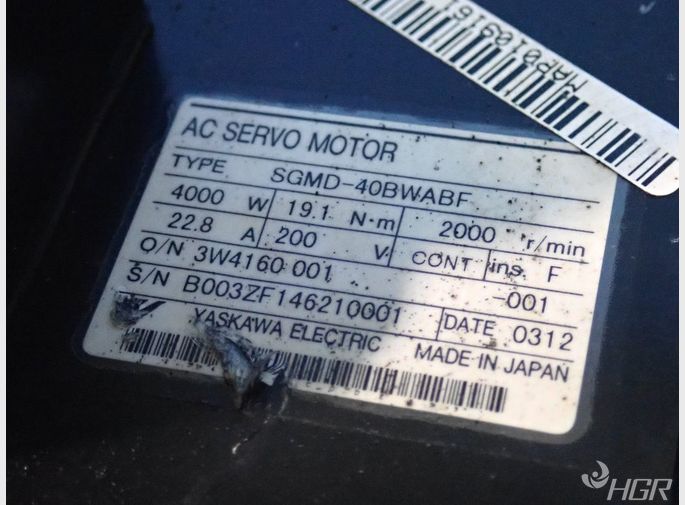 MAP0109161
AC SERVO MOTOR
TYPE SGMD-40BWABF
4000 W 19.1 N·m 2000 r/min
22.8 A 200 V CONT ins. F
O/N 3W4160 001 -001
S/N B003ZF146210001 DATE 0312
YASKAWA ELECTRIC MADE IN JAPAN
HGR